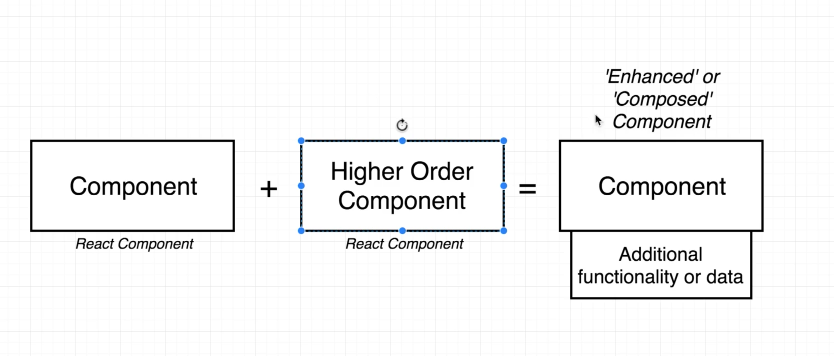 'Enhanced' or
'Composed'
Component
Component
+
Higher Order
Component
=
Component
React Component
React Component
Additional
functionality or data